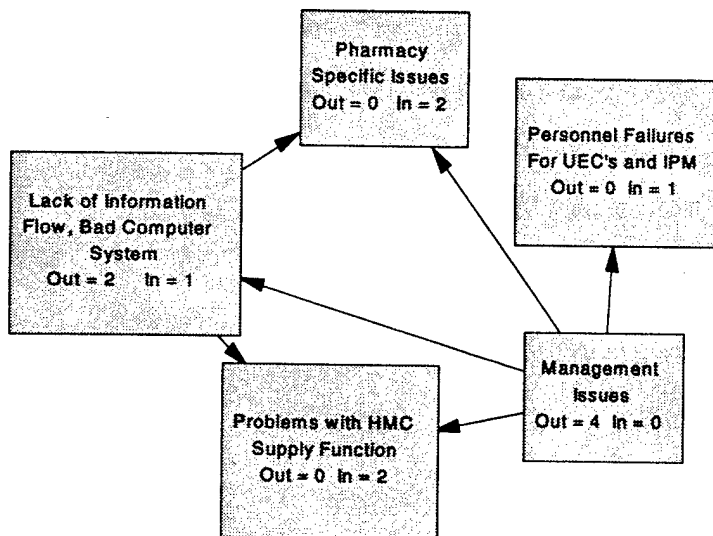 Pharmacy
Specific Issues
Out = 0 In = 2
Personnel Failures
For UEC's and IPM
Out = 0 In = 1
Lack of Information
Flow, Bad Computer
System
Out = 2 In = 1
Management
Issues
Out = 4 In = 0
Problems with HMC
Supply Function
Out = 0 In = 2